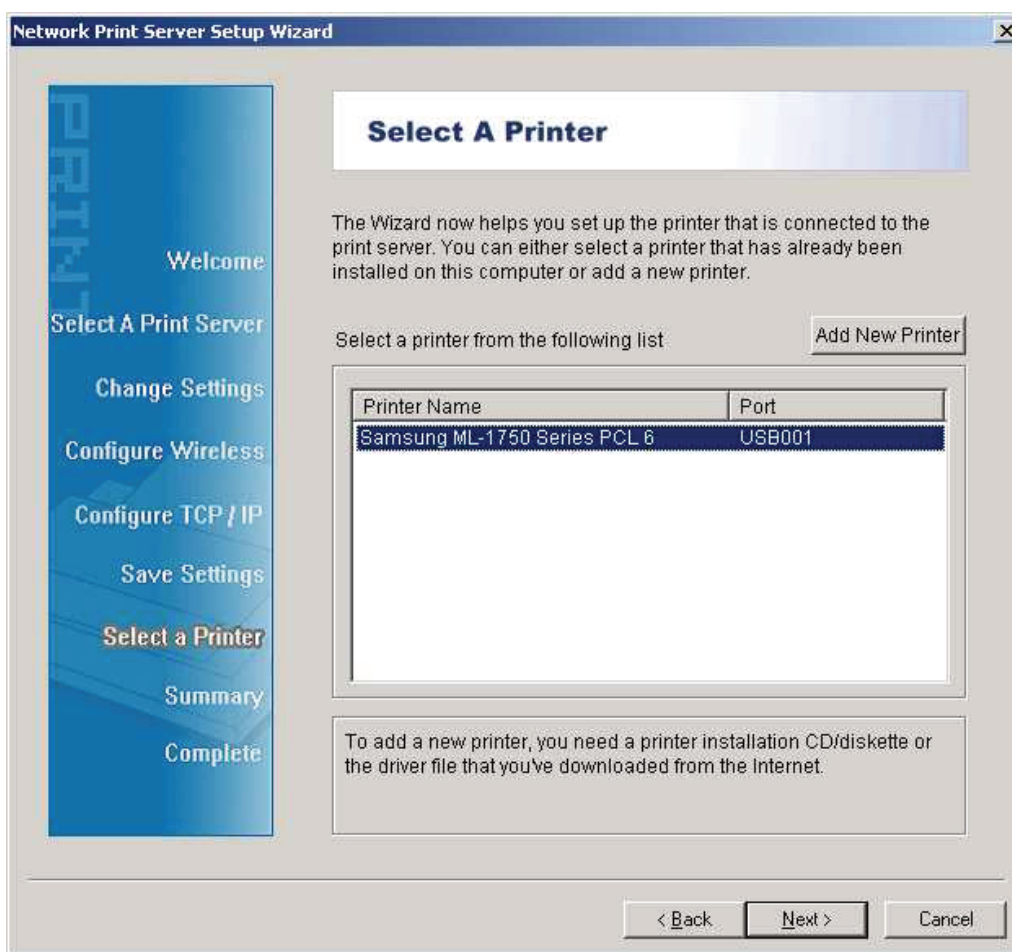 Network Print Server Setup Wizard
PRINT
Welcome
Select A Print Server
Change Settings
Configure Wireless
Configure TCP / IP
Save Settings
Select a Printer
Summary
Complete
Select A Printer
The Wizard now helps you set up the printer that is connected to the
print server. You can either select a printer that has already been
installed on this computer or add a new printer.
Select a printer from the following list
Add New Printer
Printer Name Port
Samsung ML-1750 Series PCL 6 USB001
To add a new printer, you need a printer installation CD/diskette or
the driver file that you've downloaded from the Internet.
< Back Next > Cancel